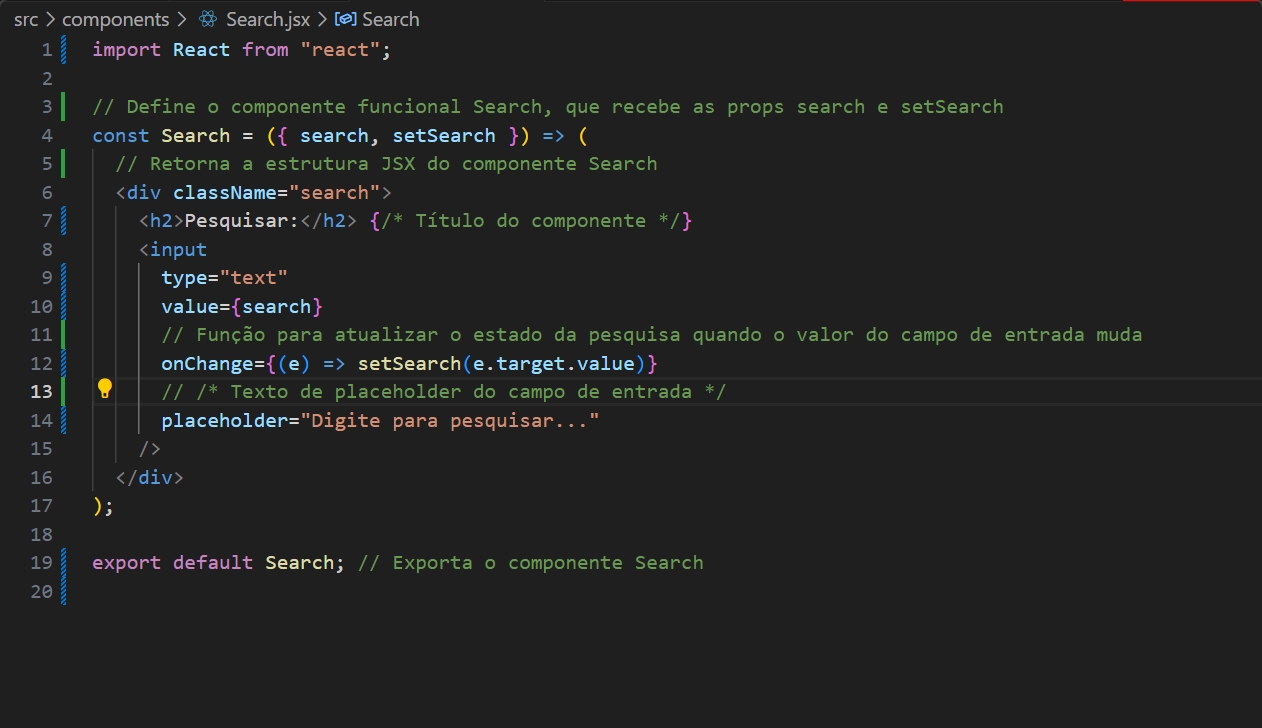 src > components > Search.jsx > Search
1 import React from "react";
2
3 // Define o componente funcional Search, que recebe as props search e setSearch
4 const Search = ({ search, setSearch }) => (
5   // Retorna a estrutura JSX do componente Search
6   <div className="search">
7     <h2>Pesquisar:</h2> {/* Título do componente */}
8     <input
9       type="text"
10       value={search}
11       // Função para atualizar o estado da pesquisa quando o valor do campo de entrada muda
12       onChange={(e) => setSearch(e.target.value)}
13       // /* Texto de placeholder do campo de entrada */
14       placeholder="Digite para pesquisar..."
15     />
16   </div>
17 );
18
19 export default Search; // Exporta o componente Search
20